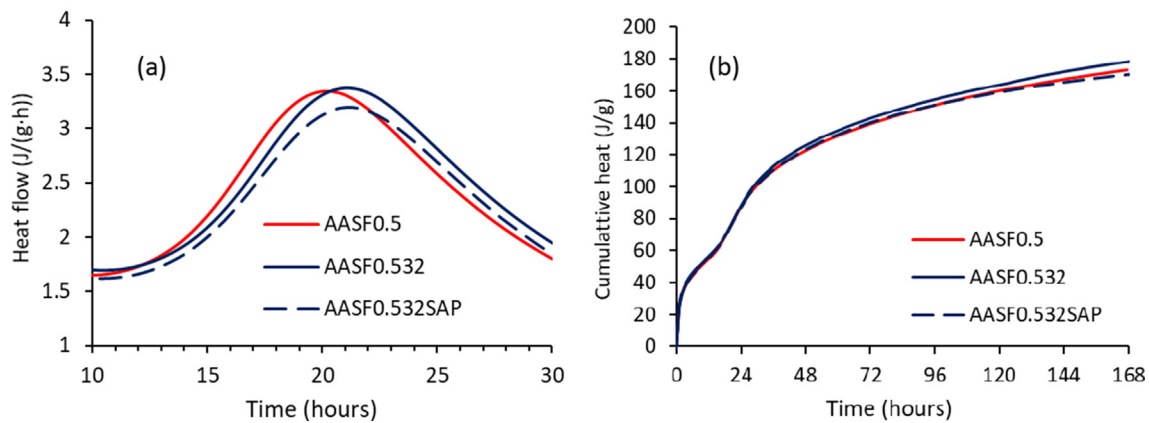 (a)
Heat flow (J/(g·h))
4
3.5
3
2.5
2
1.5
1
AASF0.5
AASF0.532
AASF0.532SAP
10 15 20 25 30
Time (hours)
(b)
Cumulattive heat (J/g)
200
180
160
140
120
100
80
60
40
20
0
AASF0.5
AASF0.532
AASF0.532SAP
0 24 48 72 96 120 144 168
Time (hours)